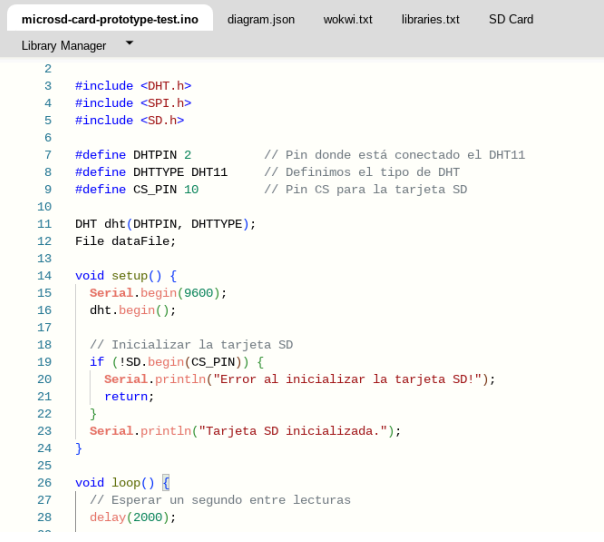 microsd-card-prototype-test.ino diagram.json wokwi.txt libraries.txt SD Card
Library Manager
2
3 #include <DHT.h>
4 #include <SPI.h>
5 #include <SD.h>
6
7 #define DHTPIN 2 // Pin donde está conectado el DHT11
8 #define DHTTYPE DHT11 // Definimos el tipo de DHT
9 #define CS_PIN 10 // Pin CS para la tarjeta SD
10
11 DHT dht(DHTPIN, DHTTYPE);
12 File dataFile;
13
14 void setup() {
15 Serial.begin(9600);
16 dht.begin();
17
18 // Inicializar la tarjeta SD
19 if (!SD.begin(CS_PIN)) {
20 Serial.println("Error al inicializar la tarjeta SD!");
21 return;
22 }
23 Serial.println("Tarjeta SD inicializada.");
24 }
25
26 void loop() {
27 // Esperar un segundo entre lecturas
28 delay(2000);